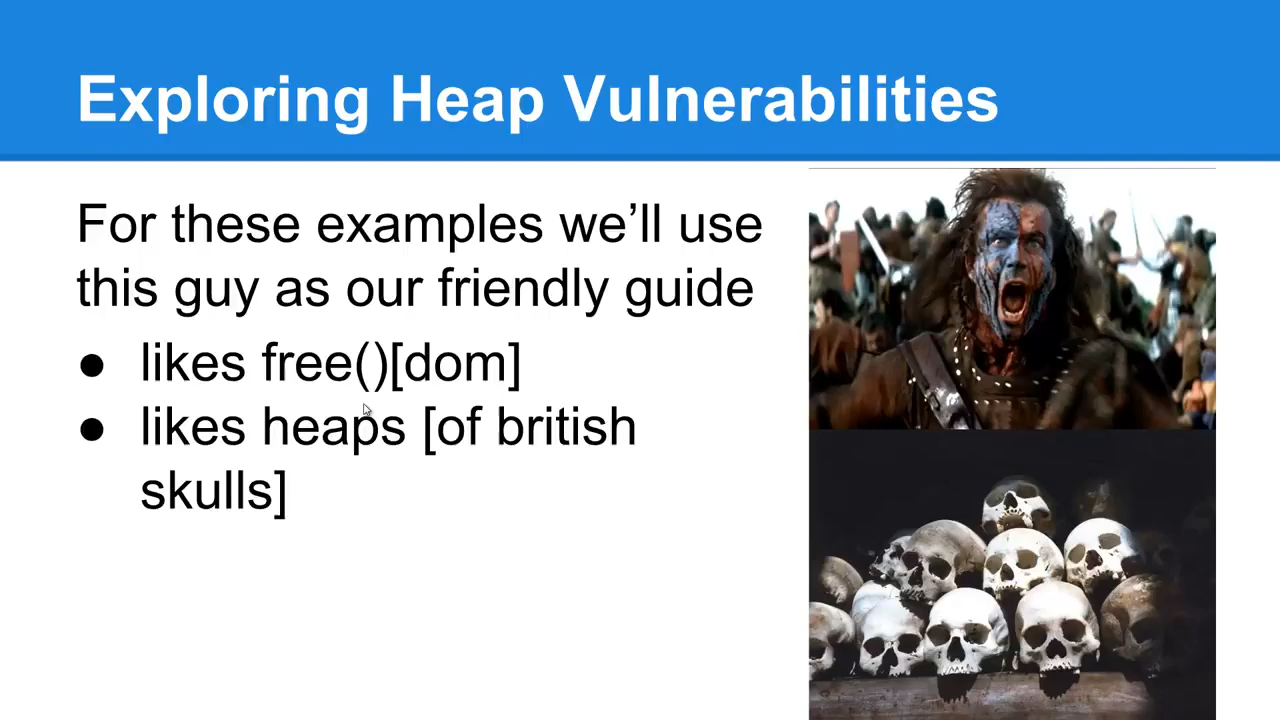 Exploring Heap Vulnerabilities
For these examples we’ll use
this guy as our friendly guide
● likes free()[dom]
● likes heaps [of british
skulls]